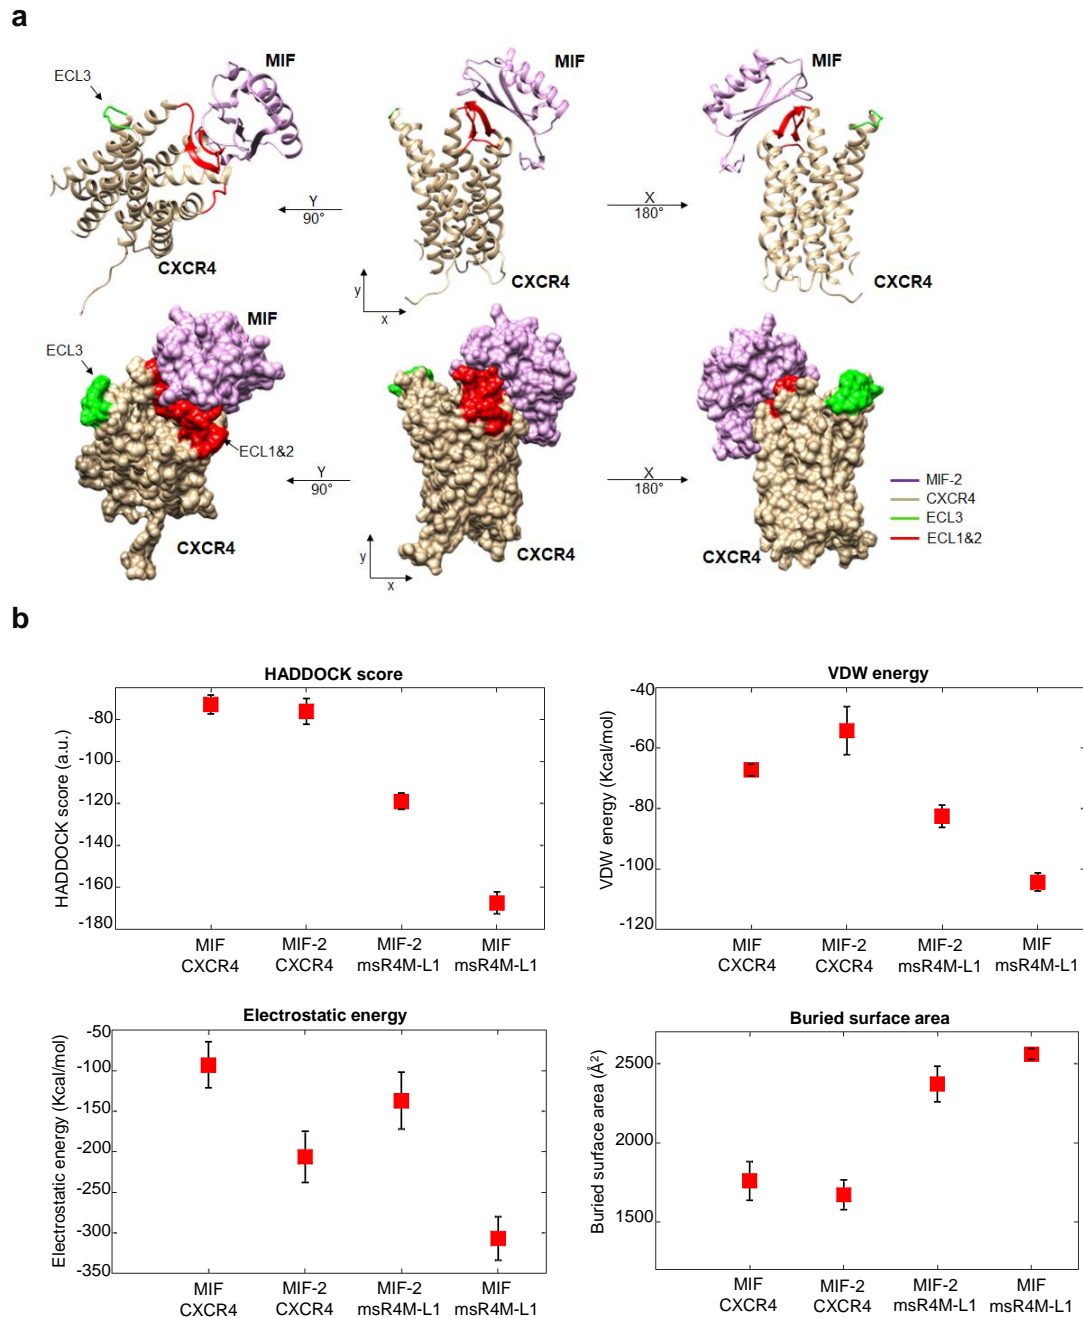 a
MIF
ECL3
CXCR4
Y
90°
MIF
CXCR4
y
x
X
180°
MIF
CXCR4
MIF
ECL3
ECL1&2
CXCR4
Y
90°
CXCR4
y
x
X
180°
CXCR4
MIF-2
CXCR4
ECL3
ECL1&2
b
HADDOCK score
HADDOCK score (a.u.)
-80
-100
-120
-140
-160
-180
MIF
CXCR4
MIF-2
CXCR4
MIF-2
msR4M-L1
MIF
msR4M-L1
VDW energy
VDW energy (Kcal/mol)
-40
-60
-80
-100
-120
MIF
CXCR4
MIF-2
CXCR4
MIF-2
msR4M-L1
MIF
msR4M-L1
Electrostatic energy
Electrostatic energy (Kcal/mol)
-50
-100
-150
-200
-250
-300
-350
MIF
CXCR4
MIF-2
CXCR4
MIF-2
msR4M-L1
MIF
msR4M-L1
Buried surface area
Buried surface area (Å²)
2500
2000
1500
MIF
CXCR4
MIF-2
CXCR4
MIF-2
msR4M-L1
MIF
msR4M-L1